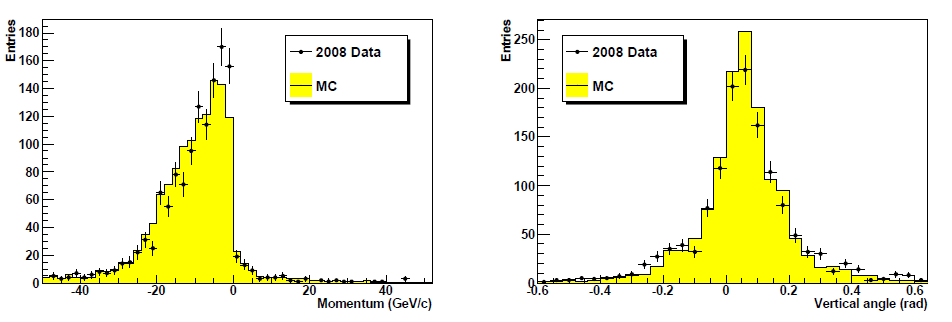 Entries
180
160
140
120
100
80
60
40
20
0
2008 Data
MC
-40 -20 0 20 40
Momentum (GeV/c)
Entries
250
200
150
100
50
0
2008 Data
MC
-0.6 -0.4 -0.2 0 0.2 0.4 0.6
Vertical angle (rad)